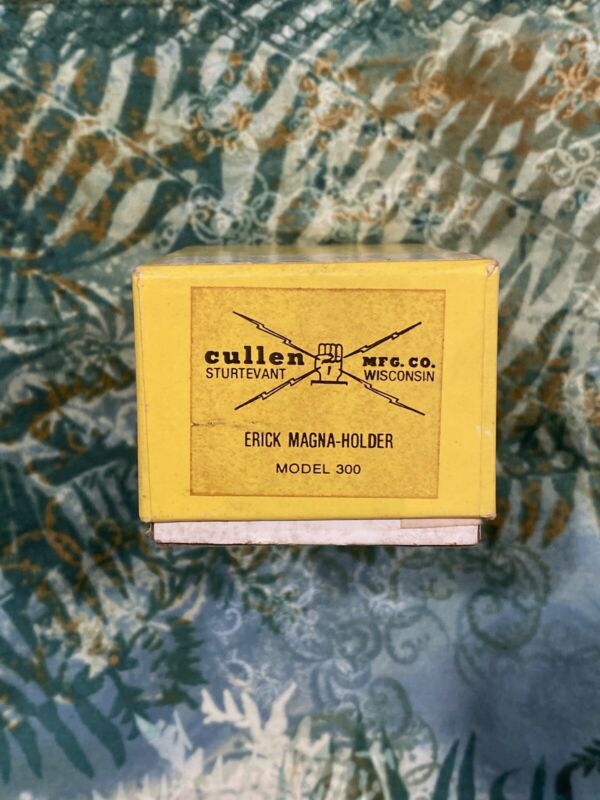 cullen MFG. CO.
STURTEVANT WISCONSIN
ERICK MAGNA-HOLDER
MODEL 300